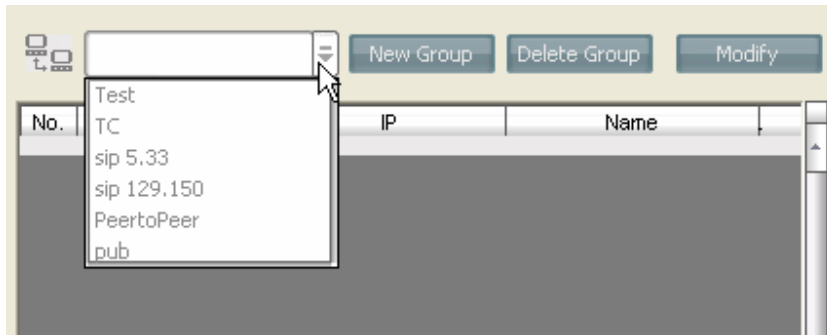 New Group Delete Group Modify
Test
No. IP Name
TC
sip 5.33
sip 129.150
PeertoPeer
pub